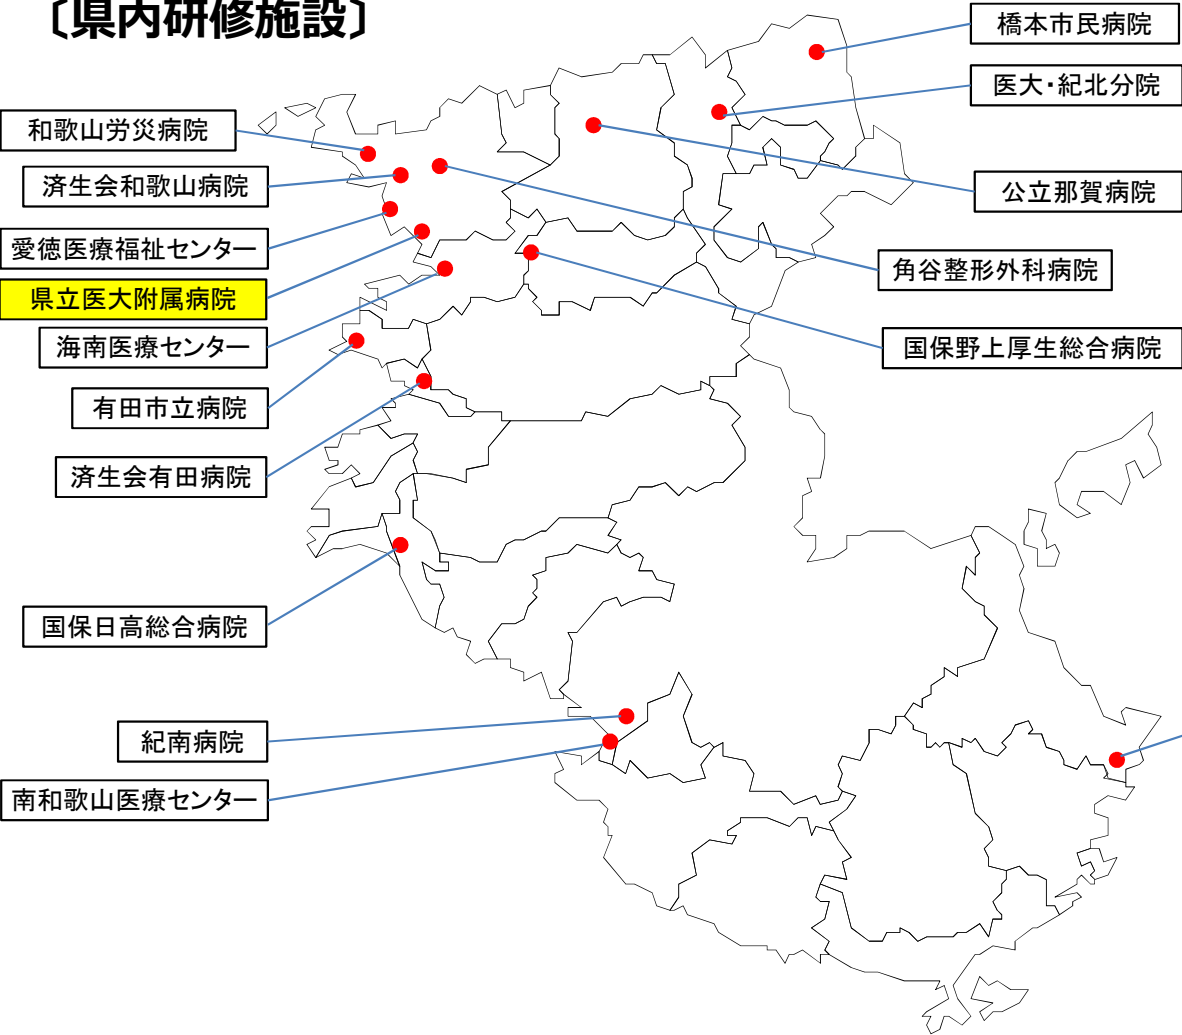 〔県内研修施設〕
橋本市民病院
医大・紀北分院
和歌山労災病院
済生会和歌山病院
公立那賀病院
愛徳医療福祉センター
角谷整形外科病院
県立医大附属病院
海南医療センター
国保野上厚生総合病院
有田市立病院
済生会有田病院
国保日高総合病院
紀南病院
南和歌山医療センター